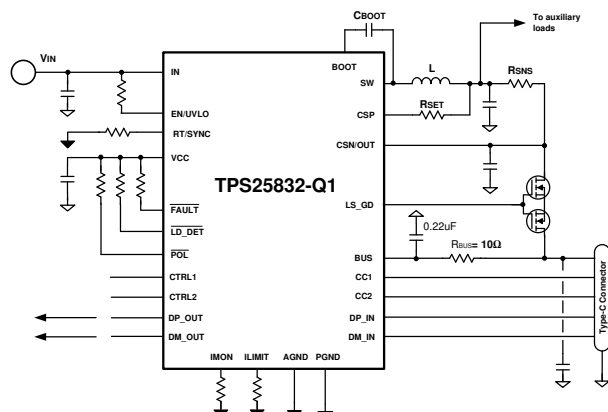 CBOOT
To auxiliary
loads
VIN
BOOT
IN
SW
L
RSNS
EN/UVLO
CSP
RSET
RT/SYNC
CSN/OUT
VCC
TPS25832-Q1
FAULT
LS_GD
LD_DET
0.22uF
POL
BUS
RBUS= 10Ω
CTRL1
CC1
CTRL2
CC2
DP_OUT
DP_IN
DM_OUT
DM_IN
Type-C Connector
IMON
ILIMIT
AGND
PGND